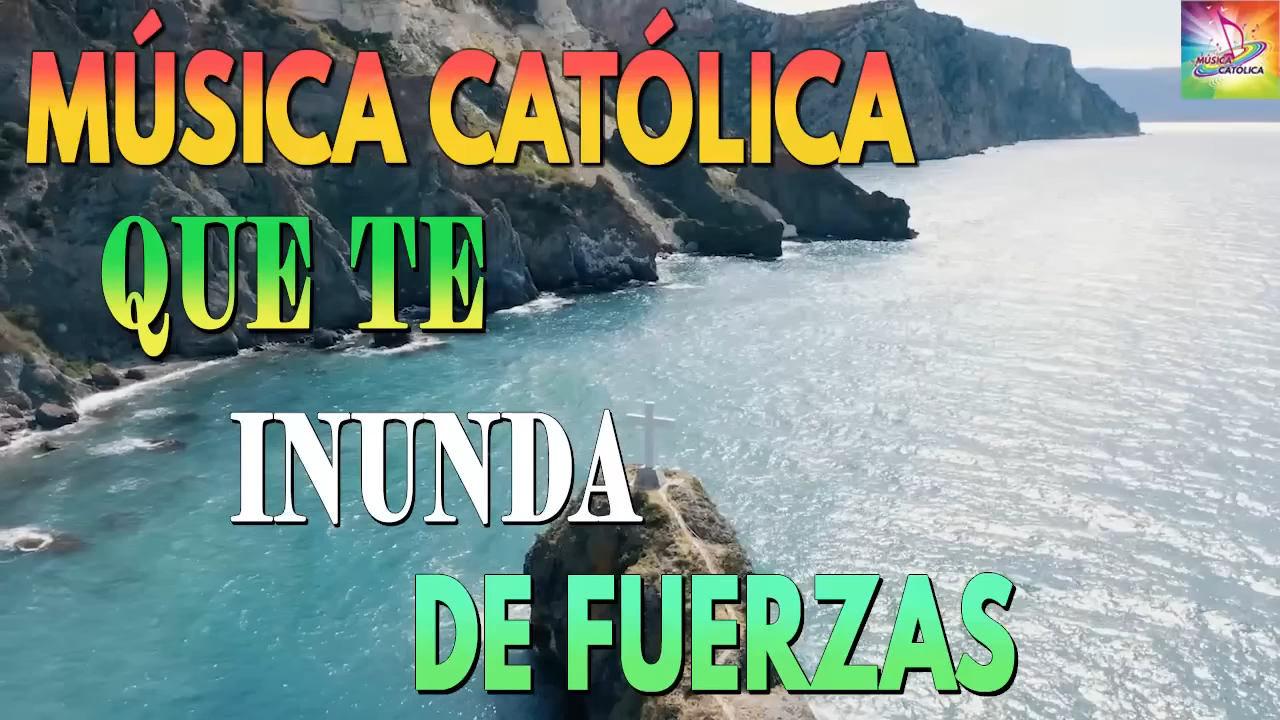 MÚSICA CATÓLICA
QUE TE
INUNDA
DE FUERZAS
MÚSICA
CATÓLICA